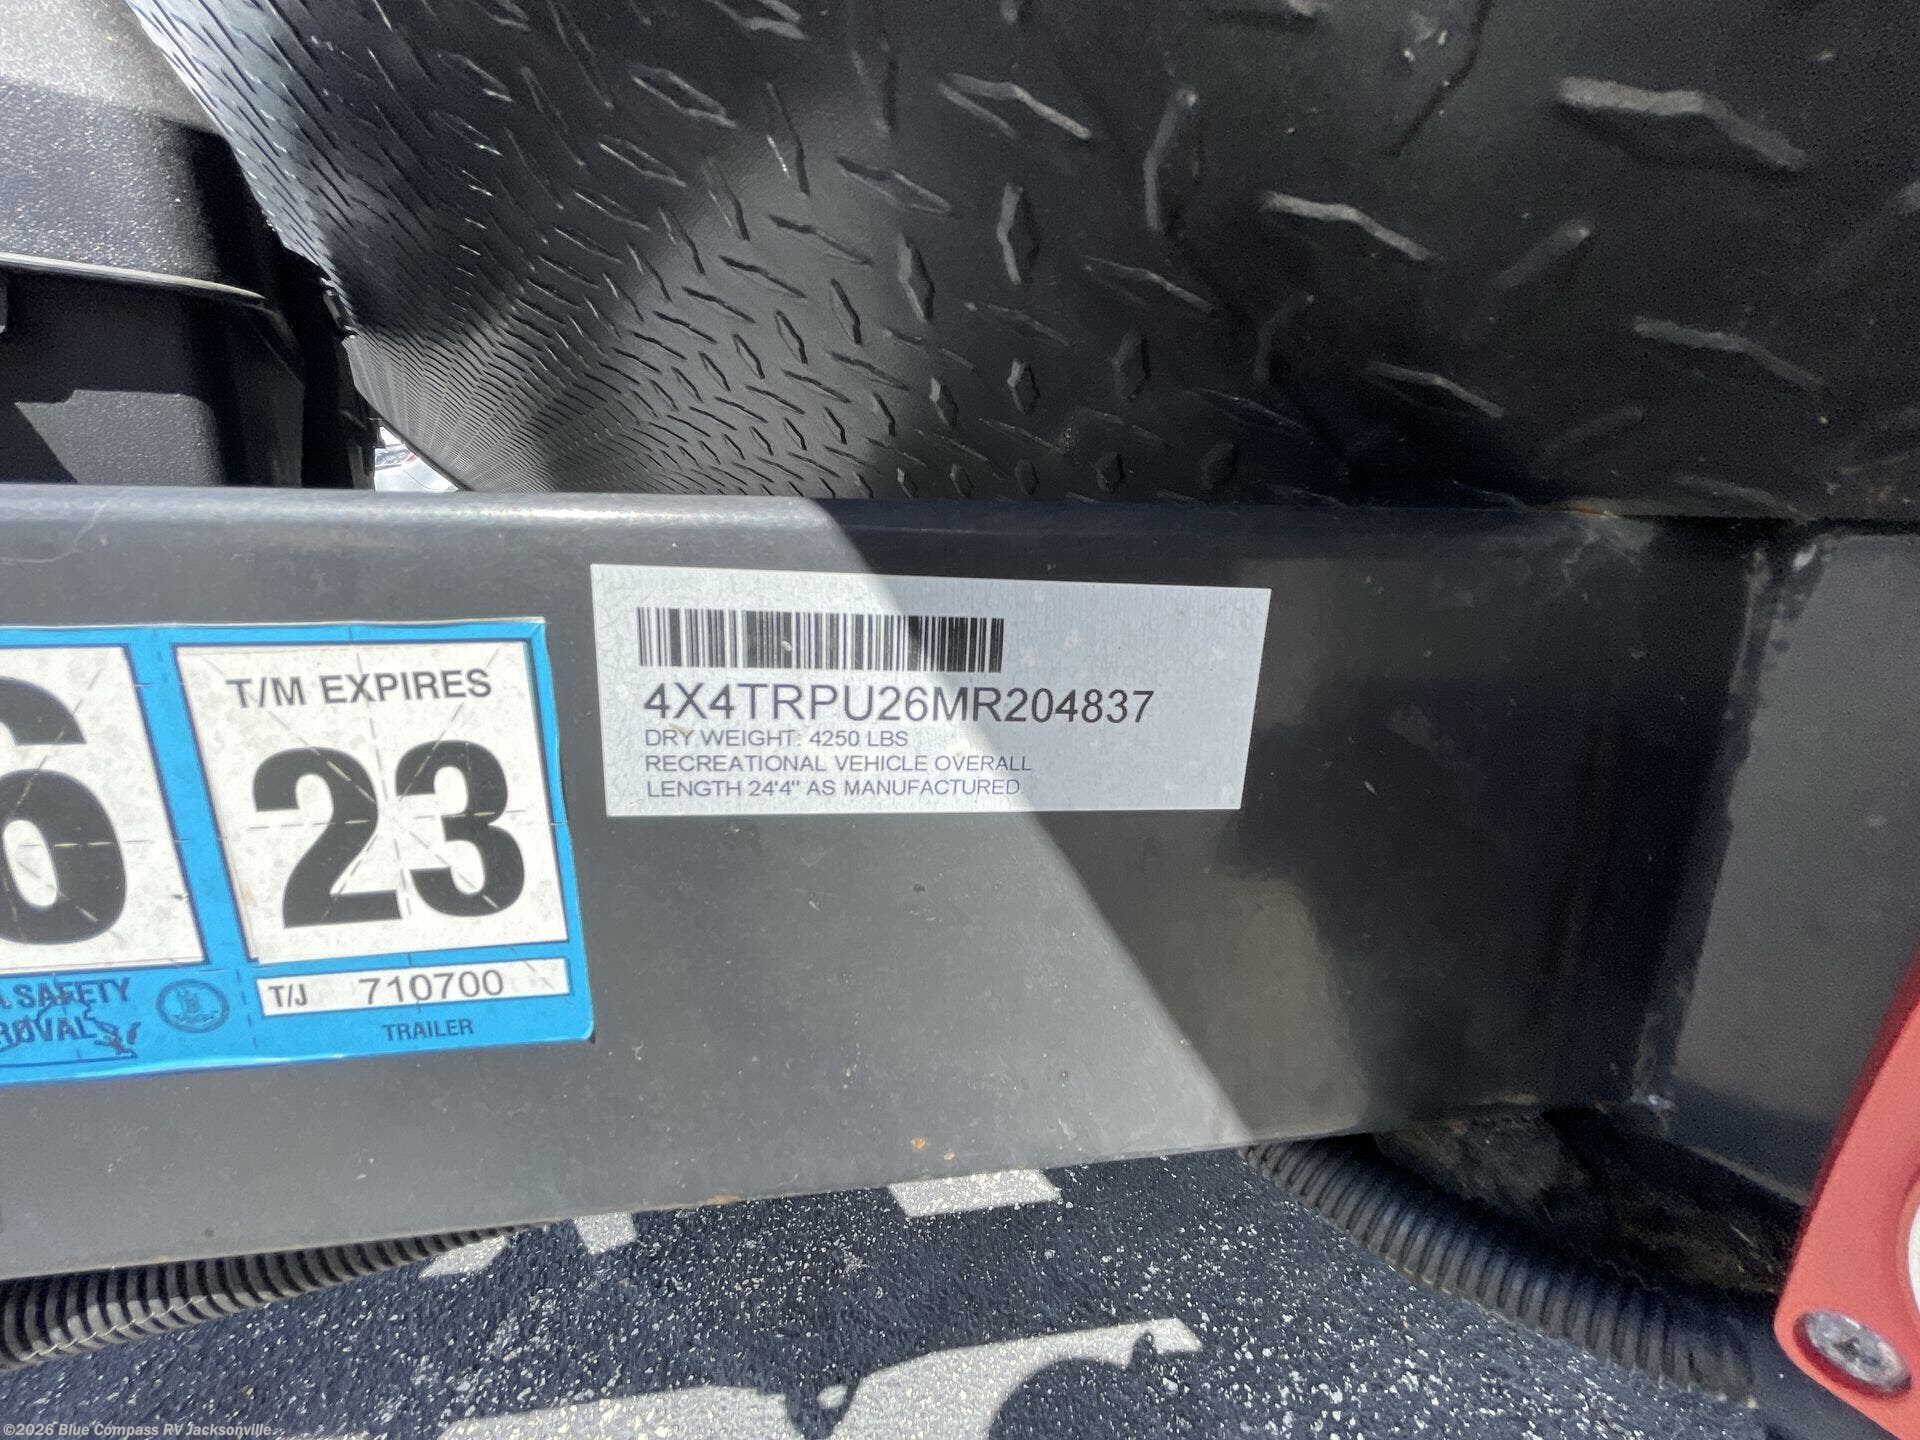 4X4TRPU26MR204837
DRY WEIGHT: 4250 LBS
RECREATIONAL VEHICLE OVERALL
LENGTH 24'4" AS MANUFACTURED
6
T/M EXPIRES
23
SAFETY
T/J 710700
TRAILER
©2026 Blue Compass RV Jacksonville